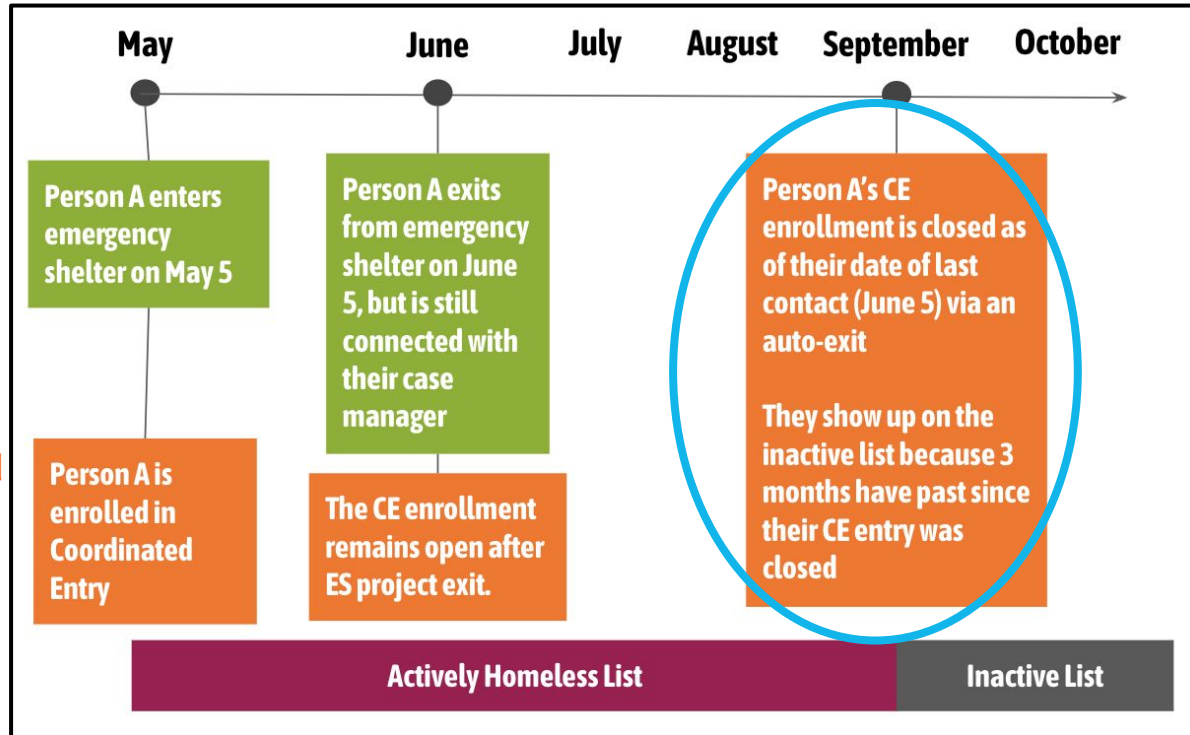 May June July August September October
Person A enters
emergency
shelter on May 5
Person A exits
from emergency
shelter on June
5, but is still
connected with
their case
manager
Person A's CE
enrollment is closed as
of their date of last
contact (June 5) via an
auto-exit
They show up on the
inactive list because 3
months have past since
their CE entry was
closed
Person A is
enrolled in
Coordinated
Entry
The CE enrollment
remains open after
ES project exit.
Actively Homeless List
Inactive List